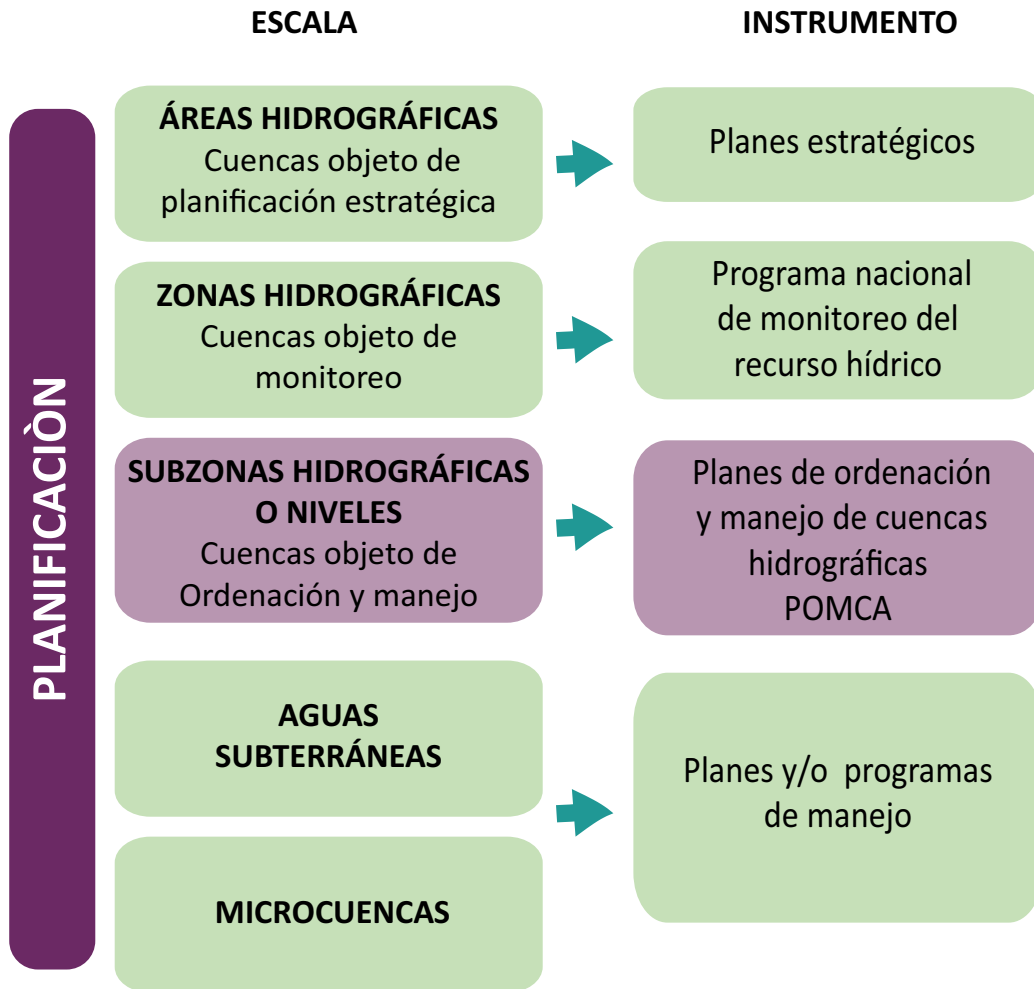 ESCALA
INSTRUMENTO
PLANIFICACIÒN
ÁREAS HIDROGRÁFICAS
Cuencas objeto de
planificación estratégica
Planes estratégicos
ZONAS HIDROGRÁFICAS
Cuencas objeto de
monitoreo
Programa nacional
de monitoreo del
recurso hídrico
SUBZONAS HIDROGRÁFICAS
O NIVELES
Cuencas objeto de
Ordenación y manejo
Planes de ordenación
y manejo de cuencas
hidrográficas
POMCA
AGUAS
SUBTERRÁNEAS
MICROCUENCAS
Planes y/o programas
de manejo